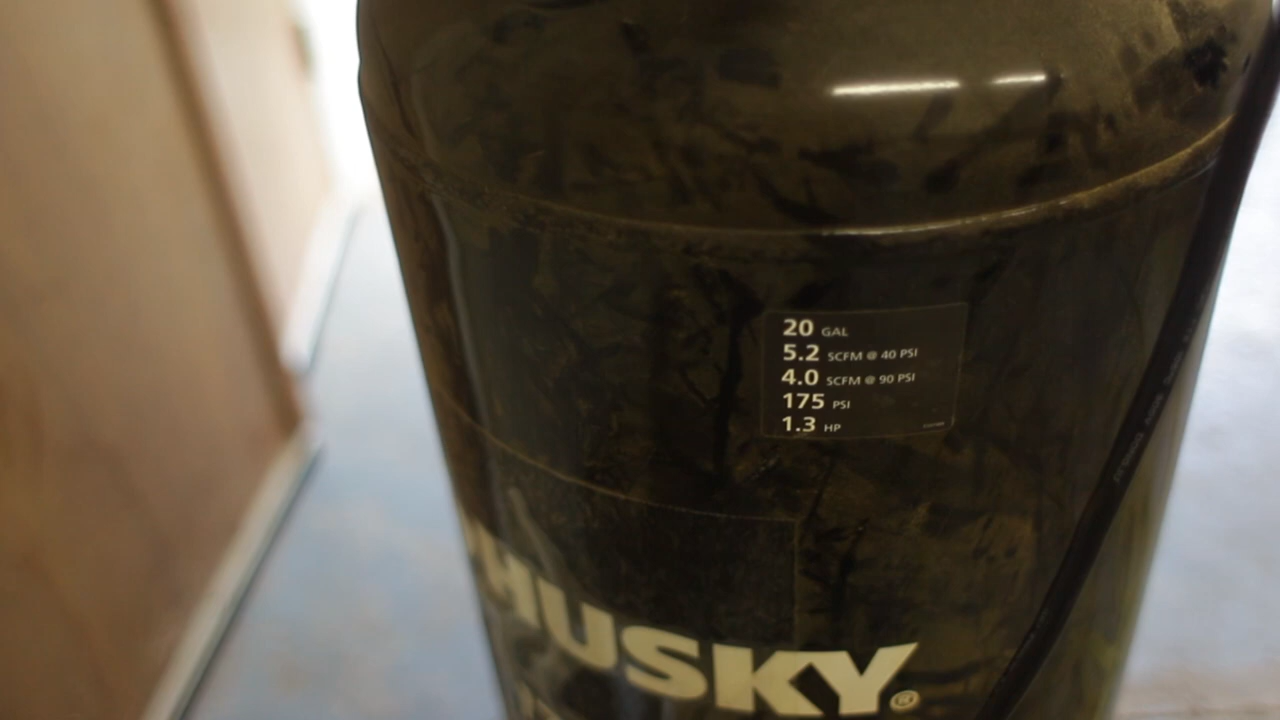 20 GAL
5.2 SCFM @ 40 PSI
4.0 SCFM @ 90 PSI
175 PSI
1.3 HP
HUSKY®